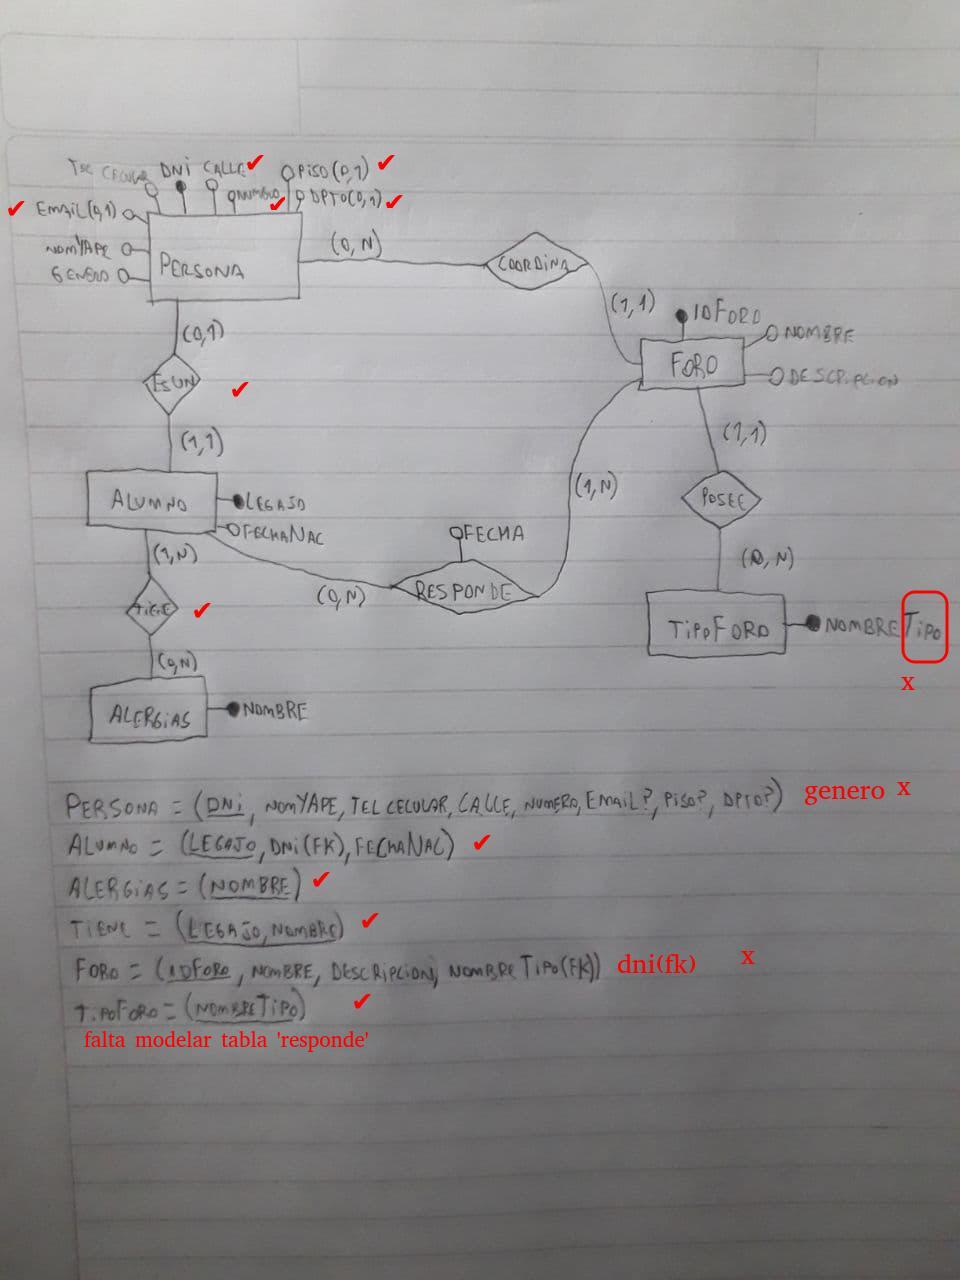 TEL CELULAR DNI CALLE ✔ PISO(0,1) ✔
✔ EMAIL(0,1) NUMERO ✔ DPTO(0,1) ✔
NOMYAPE
GENERO
PERSONA
(0,N)
COORDINA
(1,1)
IDFORO
NOMBRE
FORO
DESCRIPCION
(0,1)
ESUN ✔
(1,1)
(1,1)
ALUMNO
LEGAJO
FECHANAC
(1,N)
POSEE
FECHA
(1,N)
(0,N)
RESPONDE
(0,N)
TIENE ✔
TIPOFORO
NOMBRETIPO
x
(0,N)
ALERGIAS
NOMBRE
PERSONA = (DNI, NOMYAPE, TEL CELULAR, CALLE, NUMERO, EMAIL?, PISO?, DPTO?) genero x
ALUMNO = (LEGAJO, DNI(FK), FECHANAC) ✔
ALERGIAS = (NOMBRE) ✔
TIENE = (LEGAJO, NOMBRE) ✔
FORO = (IDFORO, NOMBRE, DESCRIPCION, NOMBRETIPO(FK)) dni(fk) x
TIPOFORO = (NOMBRETIPO) ✔
falta modelar tabla 'responde'